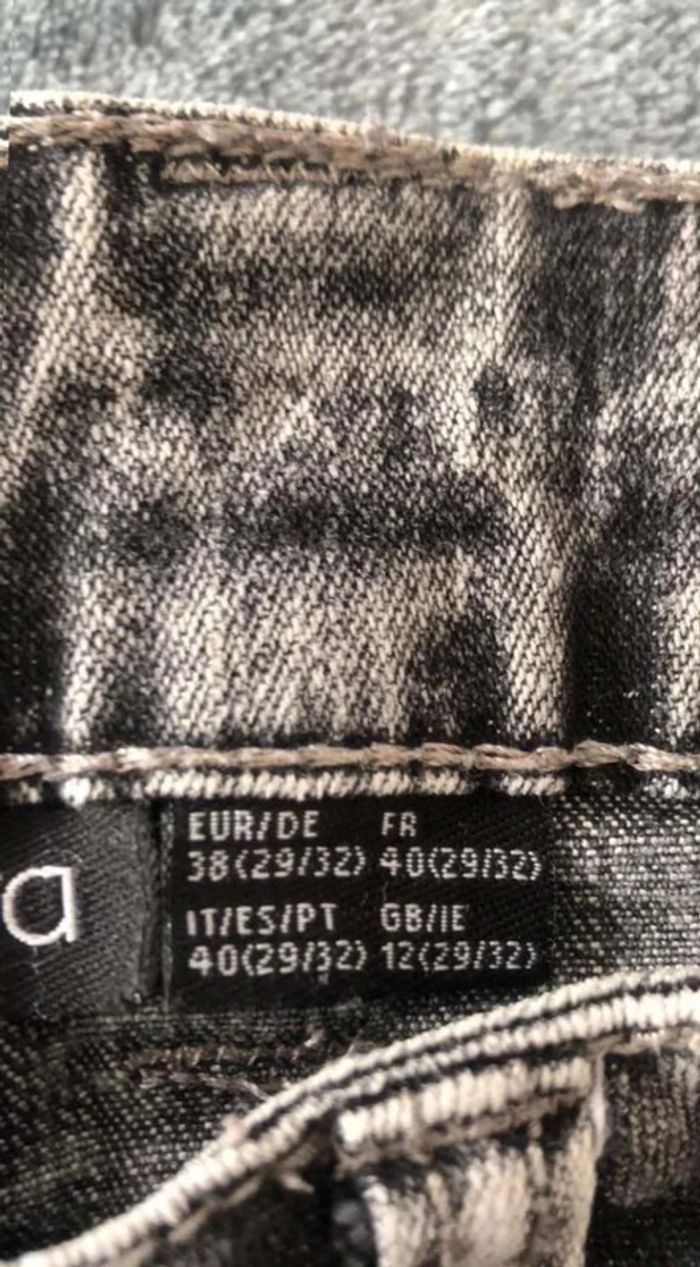 a
EUR/DE FR
38(29/32) 40(29/32)
IT/ES/PT GB/IE
40(29/32) 12(29/32)